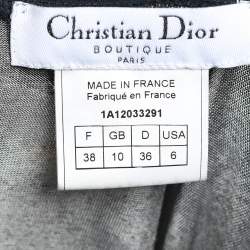 Christian Dior
BOUTIQUE
PARIS
MADE IN FRANCE
Fabriqué en France
1A12033291
F GB D USA
38 10 36 6